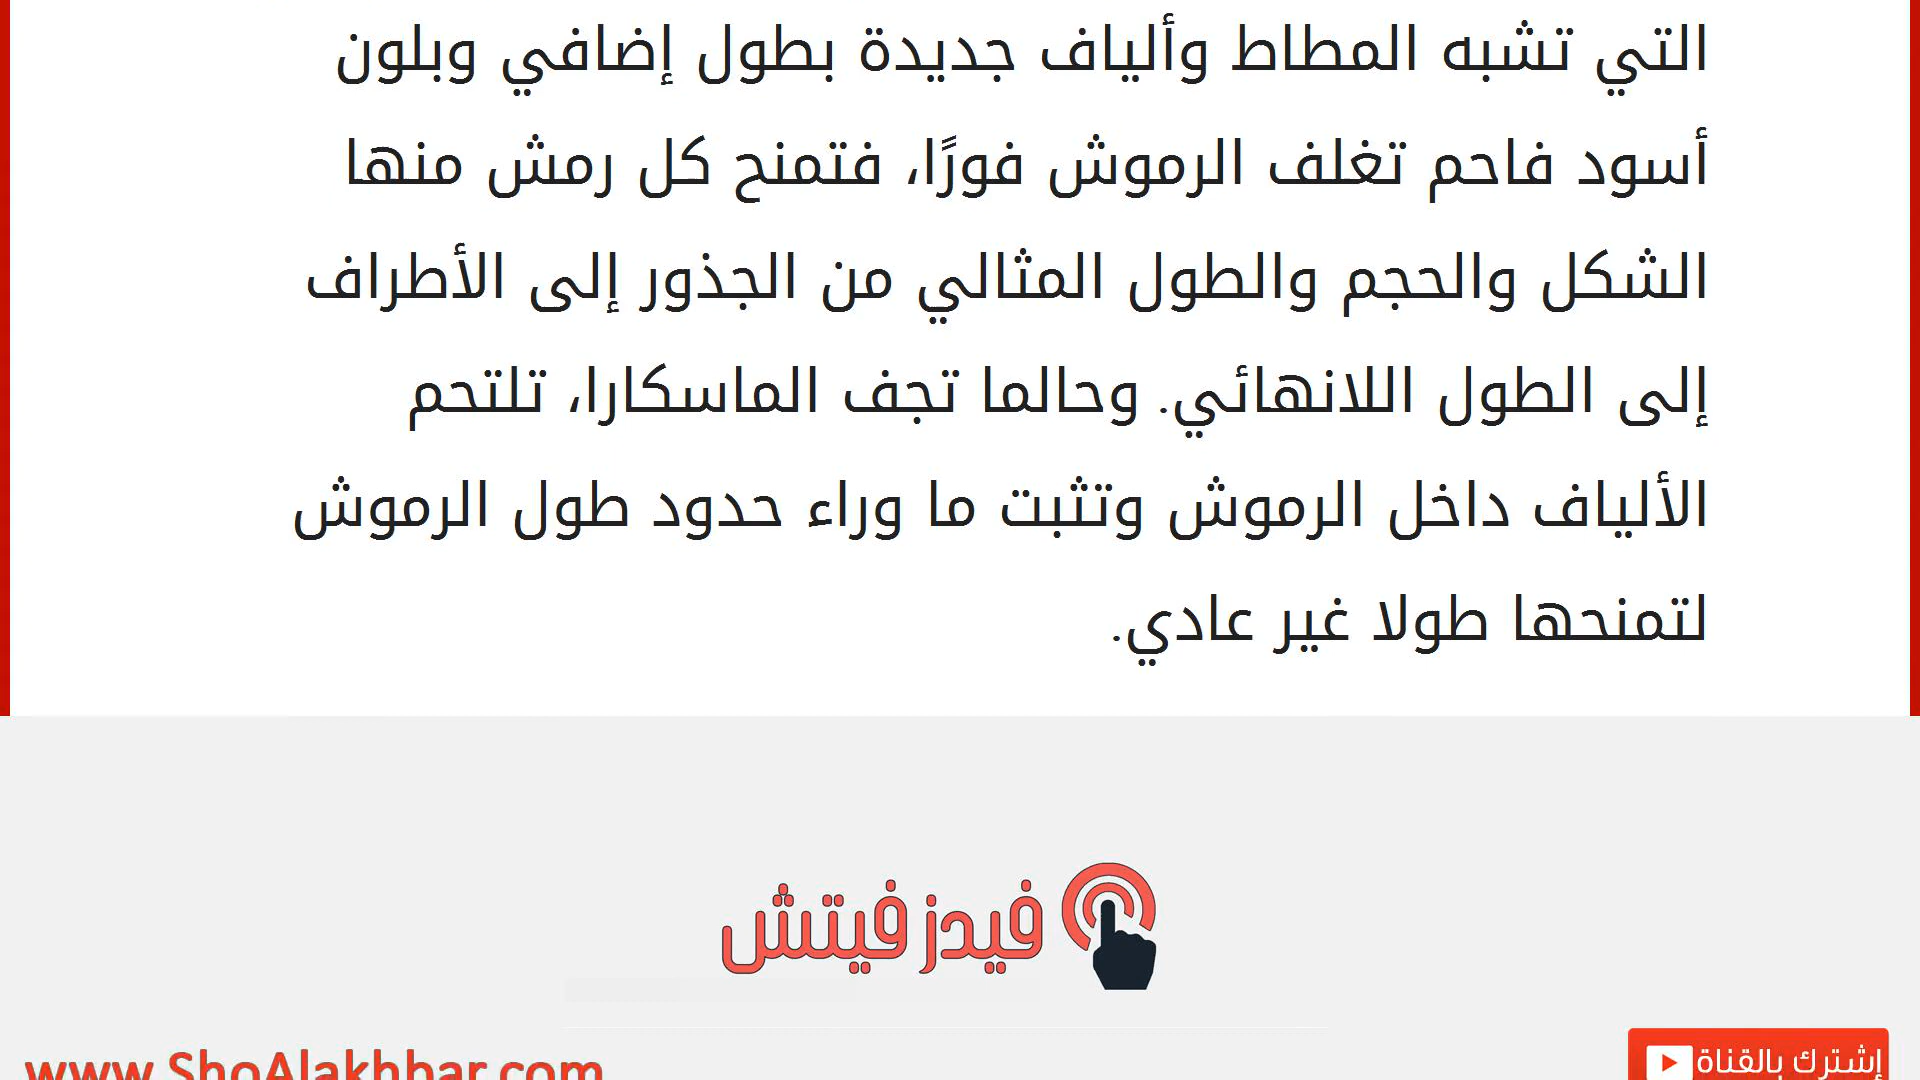 التي تشبه المطاط وألياف جديدة بطول إضافي وبلون
أسود فاحم تغلف الرموش فورًا، فتمنح كل رمش منها
الشكل والحجم والطول المثالي من الجذور إلى الأطراف
إلى الطول اللانهائي. وحالما تجف الماسكارا، تلتحم
الألياف داخل الرموش وتثبت ما وراء حدود طول الرموش
لتمنحها طولا غير عادي.
فيدز فيتش
www.ShoAlakhbar.com
إشترك بالقناة